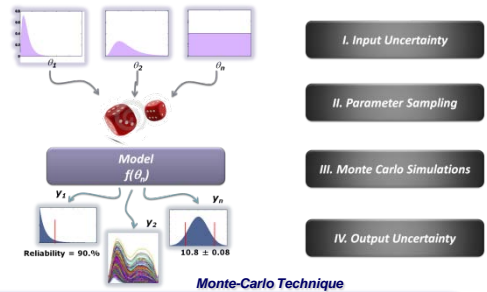 θ1
θ2
θn
I. Input Uncertainty
II. Parameter Sampling
Model
f(θn)
III. Monte Carlo Simulations
y1
y2
yn
Reliability = 90.%
10.8 ± 0.08
IV. Output Uncertainty
Monte-Carlo Technique